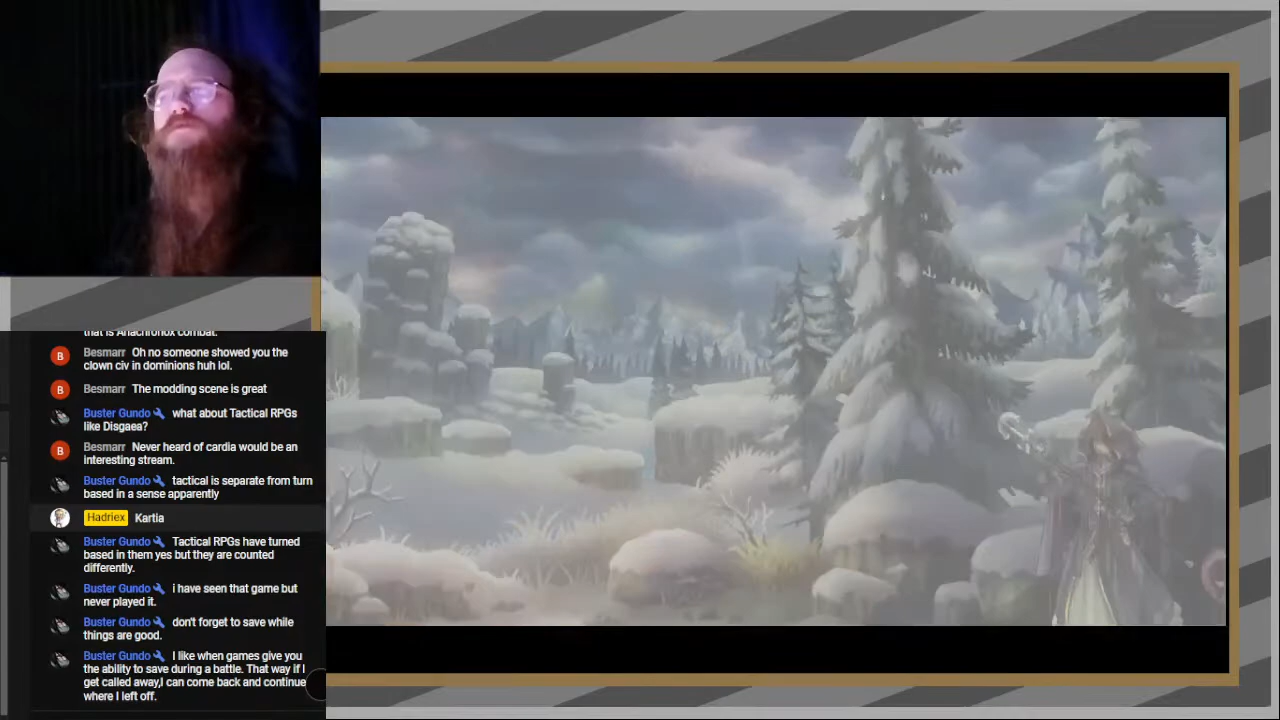 that is Anachronox combat.
B Besmarr Oh no someone showed you the
clown civ in dominions huh lol.
B Besmarr The modding scene is great
Buster Gundo what about Tactical RPGs
like Disgaea?
B Besmarr Never heard of cardia would be an
interesting stream.
Buster Gundo tactical is separate from turn
based in a sense apparently
Hadriex Kartia
Buster Gundo Tactical RPGs have turned
based in them yes but they are counted
differently.
Buster Gundo i have seen that game but
never played it.
Buster Gundo don't forget to save while
things are good.
Buster Gundo I like when games give you
the ability to save during a battle. That way if I
get called away,I can come back and continue
where I left off.